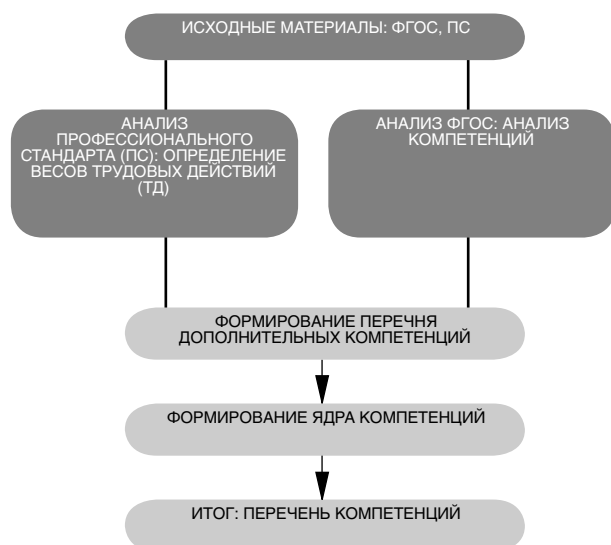 ИСХОДНЫЕ МАТЕРИАЛЫ: ФГОС, ПС
АНАЛИЗ
ПРОФЕССИОНАЛЬНОГО
СТАНДАРТА (ПС): ОПРЕДЕЛЕНИЕ
ВЕСОВ ТРУДОВЫХ ДЕЙСТВИЙ
(ТД)
АНАЛИЗ ФГОС: АНАЛИЗ
КОМПЕТЕНЦИЙ
ФОРМИРОВАНИЕ ПЕРЕЧНЯ
ДОПОЛНИТЕЛЬНЫХ КОМПЕТЕНЦИЙ
ФОРМИРОВАНИЕ ЯДРА КОМПЕТЕНЦИЙ
ИТОГ: ПЕРЕЧЕНЬ КОМПЕТЕНЦИЙ